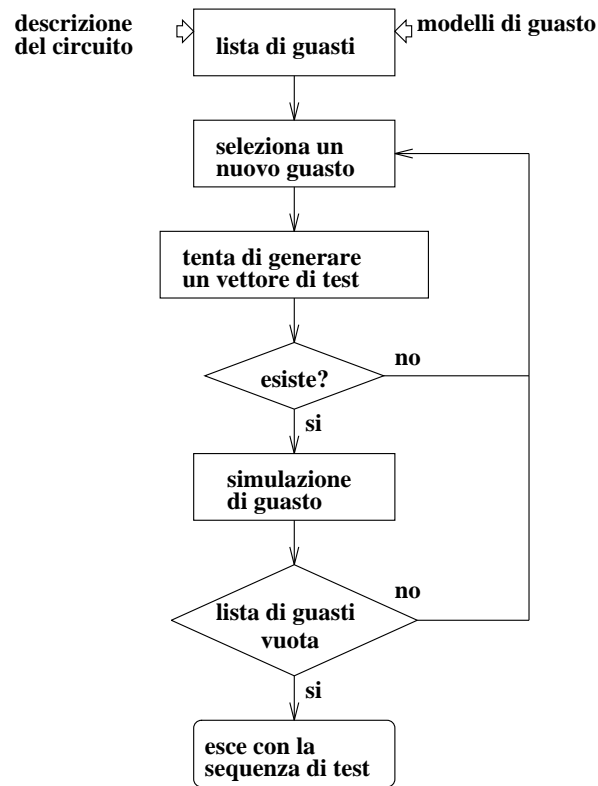 descrizione
del circuito
lista di guasti
modelli di guasto
seleziona un
nuovo guasto
tenta di generare
un vettore di test
esiste?
no
si
simulazione
di guasto
lista di guasti
vuota
no
si
esce con la
sequenza di test